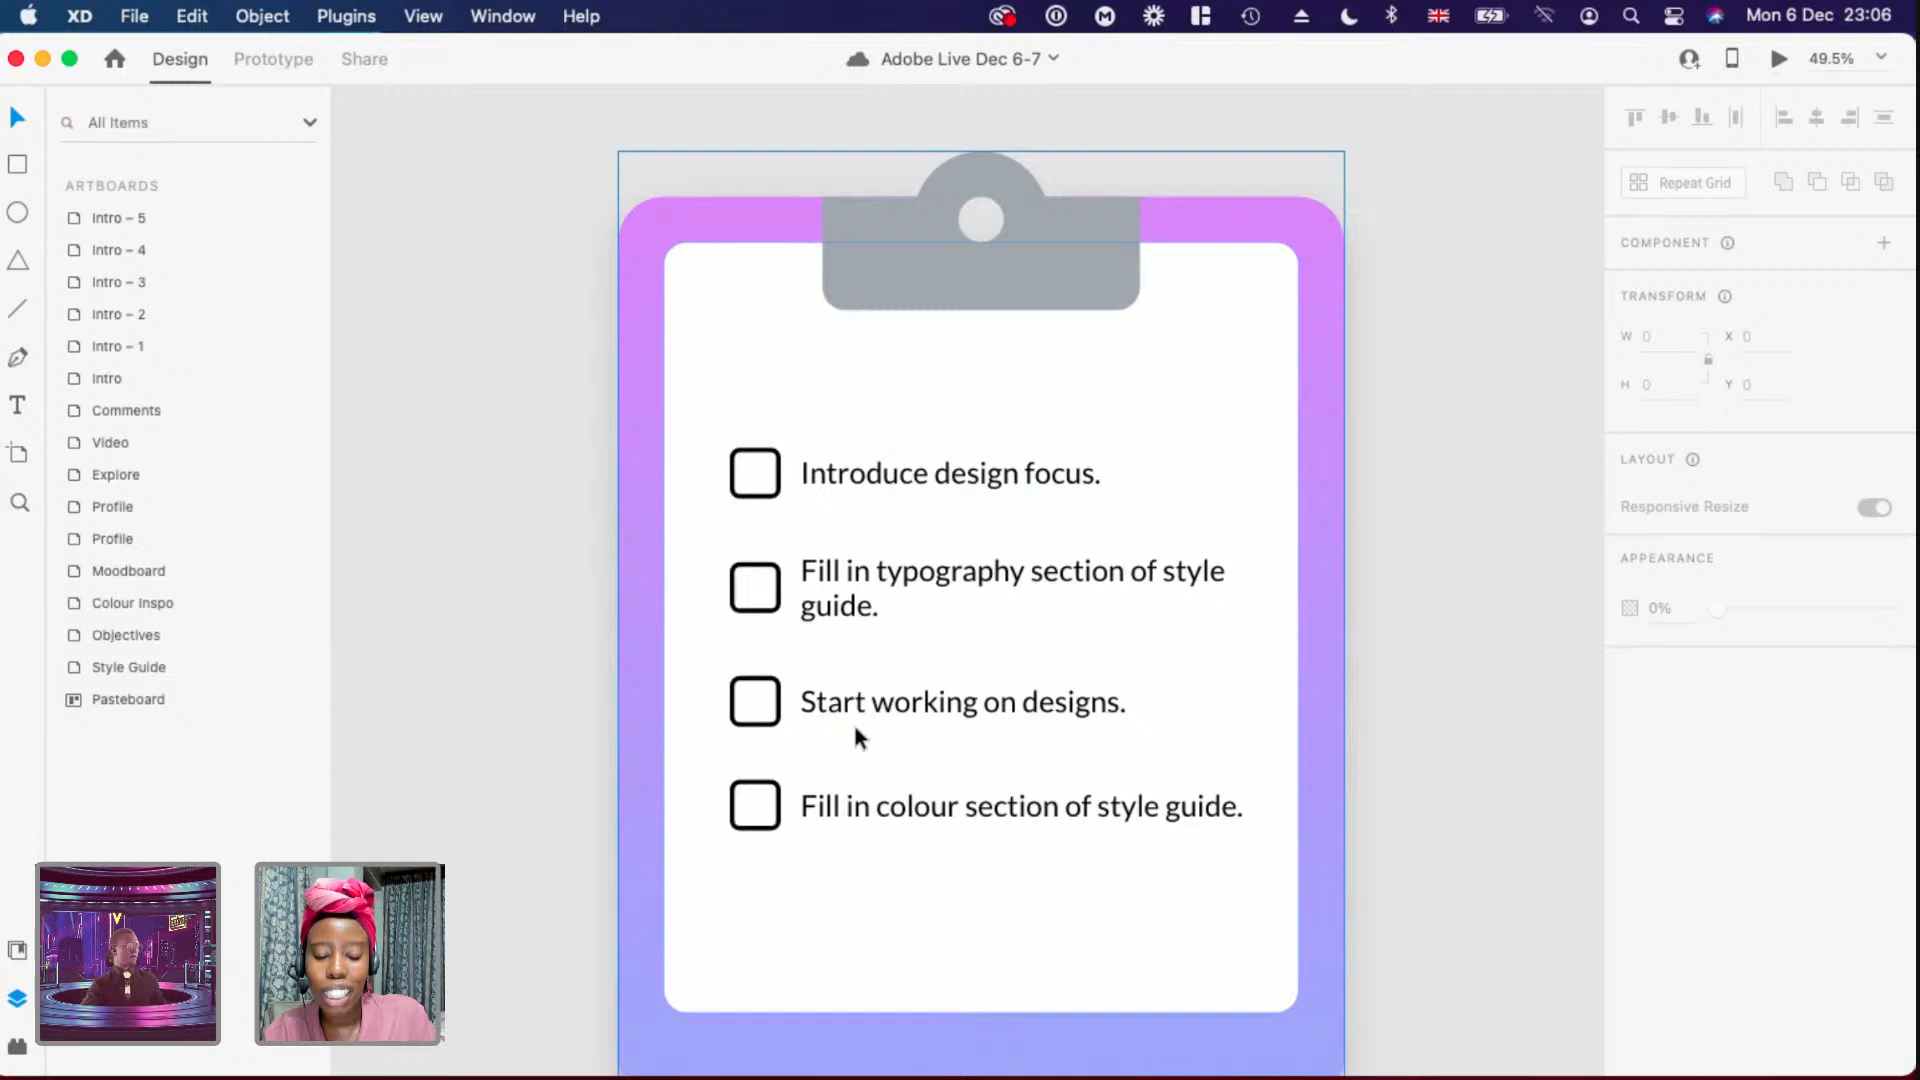 XD File Edit Object Plugins View Window Help Mon 6 Dec 23:06
Design Prototype Share Adobe Live Dec 6-7 49.5%
All Items
ARTBOARDS
Intro – 5
Intro – 4
Intro – 3
Intro – 2
Intro – 1
Intro
Comments
Video
Explore
Profile
Profile
Moodboard
Colour Inspo
Objectives
Style Guide
Pasteboard
Introduce design focus.
Fill in typography section of style
guide.
Start working on designs.
Fill in colour section of style guide.
Repeat Grid
COMPONENT
TRANSFORM
W 0 X 0
H 0 Y 0
LAYOUT
Responsive Resize
APPEARANCE
0%